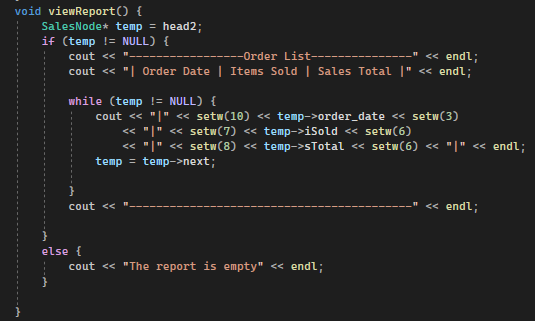 void viewReport() {
    SalesNode* temp = head2;
    if (temp != NULL) {
        cout << "-----------------Order List---------------" << endl;
        cout << "| Order Date | Items Sold | Sales Total |" << endl;

        while (temp != NULL) {
            cout << "|" << setw(10) << temp->order_date << setw(3)
                << "|" << setw(7) << temp->iSold << setw(6)
                << "|" << setw(8) << temp->sTotal << setw(6) << "|" << endl;
            temp = temp->next;

        }
        cout << "------------------------------------------" << endl;

    }
    else {
        cout << "The report is empty" << endl;
    }

}